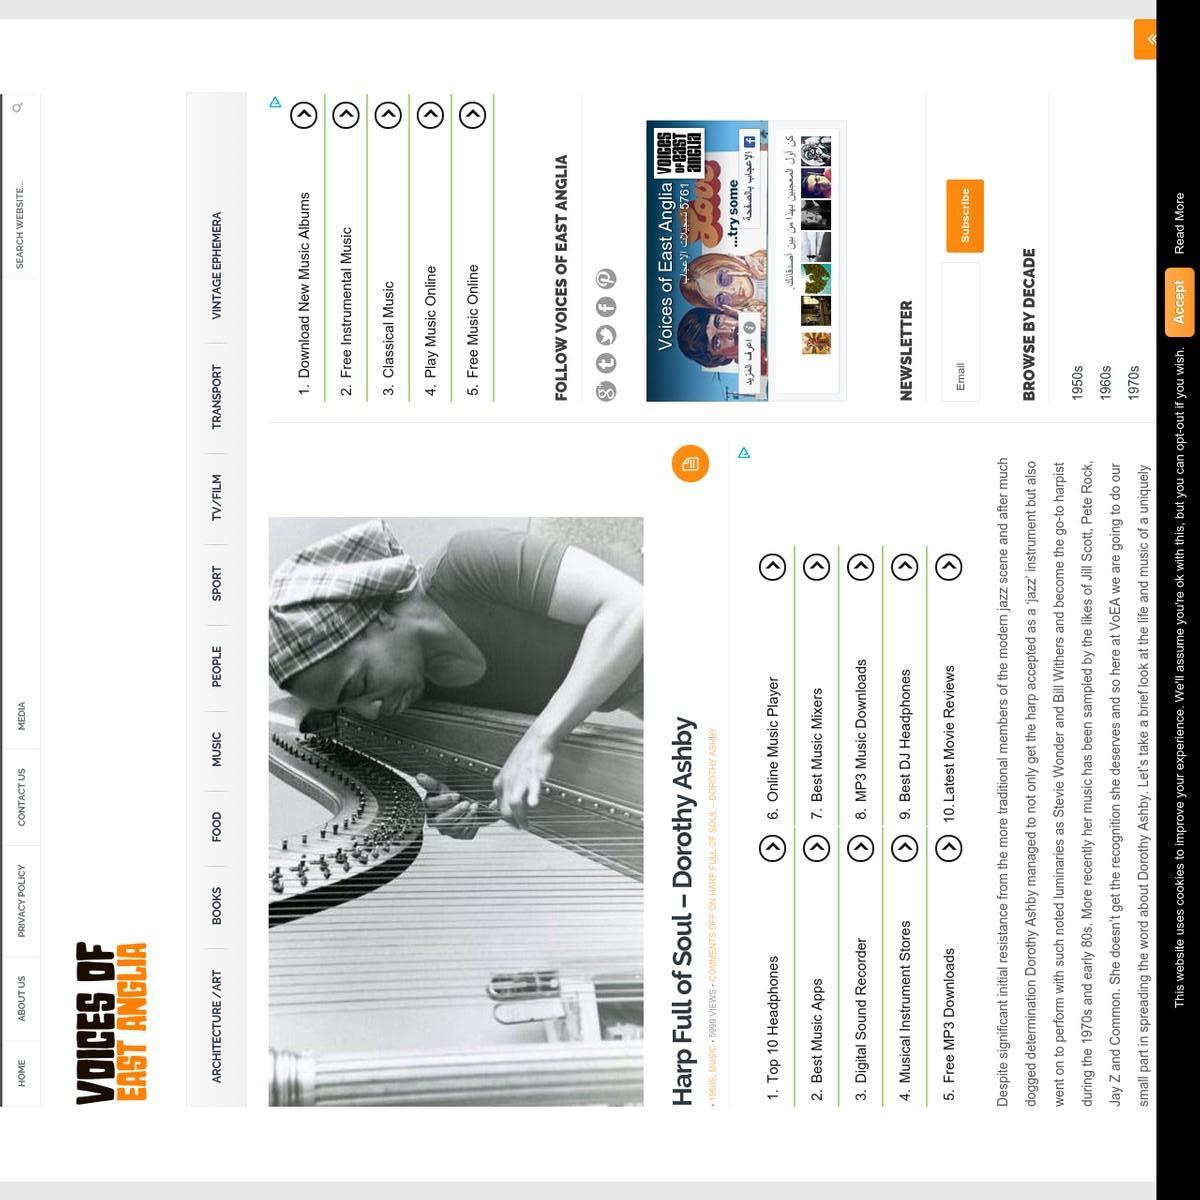 HOME
ABOUT US
PRIVACY POLICY
CONTACT US
MEDIA
SEARCH WEBSITE...
VOICES OF
EAST ANGLIA
ARCHITECTURE / ART
BOOKS
FOOD
MUSIC
PEOPLE
SPORT
TV/FILM
TRANSPORT
VINTAGE EPHEMERA
Harp Full of Soul – Dorothy Ashby
• 1960S, MUSIC • 5999 VIEWS • COMMENTS OFF ON HARP FULL OF SOUL – DOROTHY ASHBY
1. Top 10 Headphones
2. Best Music Apps
3. Digital Sound Recorder
4. Musical Instrument Stores
5. Free MP3 Downloads
6. Online Music Player
7. Best Music Mixers
8. MP3 Music Downloads
9. Best DJ Headphones
10. Latest Movie Reviews
Despite significant initial resistance from the more traditional members of the modern jazz scene and after much
dogged determination Dorothy Ashby managed to not only get the harp accepted as a 'jazz' instrument but also
went on to perform with such noted luminaries as Stevie Wonder and Bill Withers and become the go-to harpist
during the 1970s and early 80s. More recently her music has been sampled by the likes of Jill Scott, Pete Rock,
Jay Z and Common. She doesn't get the recognition she deserves and so here at VoEA we are going to do our
small part in spreading the word about Dorothy Ashby. Let's take a brief look at the life and music of a uniquely
1. Download New Music Albums
2. Free Instrumental Music
3. Classical Music
4. Play Music Online
5. Free Music Online
FOLLOW VOICES OF EAST ANGLIA
Voices of East Anglia
5761 تسجيلات الإعجاب
VOICES
OF EAST
ANGLIA
Love
...try some
اعرف المزيد
الإعجاب بالصفحة
كن أول المعجبين بهذا من بين أصدقائك.
NEWSLETTER
Email
Subscribe
BROWSE BY DECADE
1950s
1960s
1970s
This website uses cookies to improve your experience. We'll assume you're ok with this, but you can opt-out if you wish.
Accept
Read More